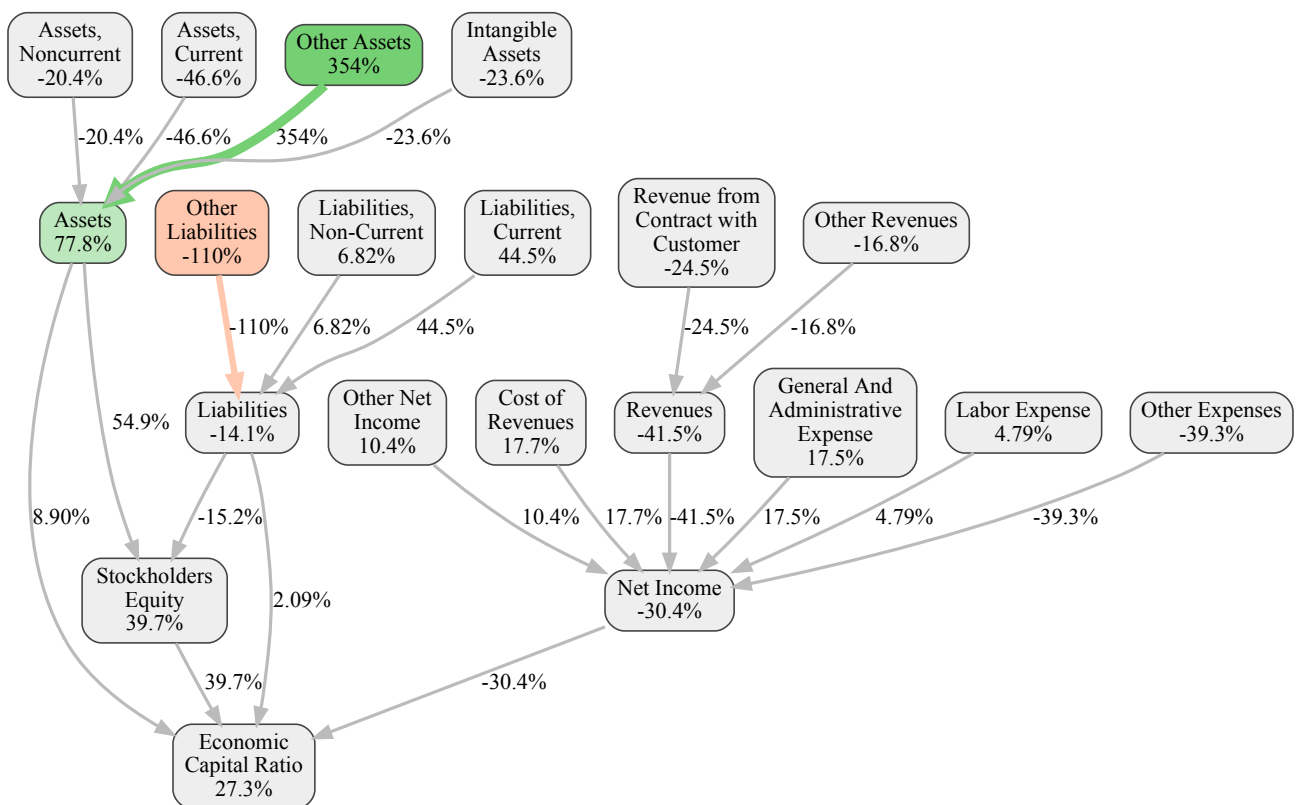 Assets,
Noncurrent
-20.4%
Assets,
Current
-46.6%
Other Assets
354%
Intangible
Assets
-23.6%
-20.4%
-46.6%
354%
-23.6%
Assets
77.8%
Other
Liabilities
-110%
Liabilities,
Non-Current
6.82%
Liabilities,
Current
44.5%
Revenue from
Contract with
Customer
-24.5%
Other Revenues
-16.8%
-110%
6.82%
44.5%
-24.5%
-16.8%
54.9%
Liabilities
-14.1%
Other Net
Income
10.4%
Cost of
Revenues
17.7%
Revenues
-41.5%
General And
Administrative
Expense
17.5%
Labor Expense
4.79%
Other Expenses
-39.3%
8.90%
-15.2%
10.4%
17.7%
-41.5%
17.5%
4.79%
-39.3%
Stockholders
Equity
39.7%
2.09%
Net Income
-30.4%
39.7%
-30.4%
Economic
Capital Ratio
27.3%